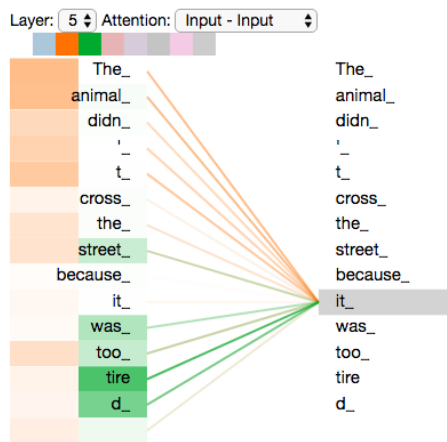 Layer: 5 Attention: Input - Input
The_ The_
animal_ animal_
didn_ didn_
'_ '_
t_ t_
cross_ cross_
the_ the_
street_ street_
because_ because_
it_ it_
was_ was_
too_ too_
tire tire
d_ d_